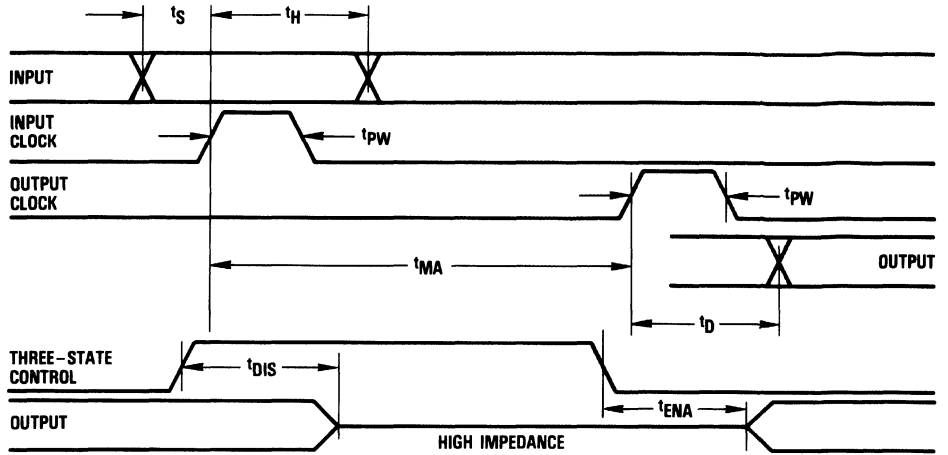 tS
tH
INPUT
INPUT
CLOCK
tPW
OUTPUT
CLOCK
tPW
tMA
OUTPUT
tD
THREE-STATE
CONTROL
tDIS
tENA
OUTPUT
HIGH IMPEDANCE